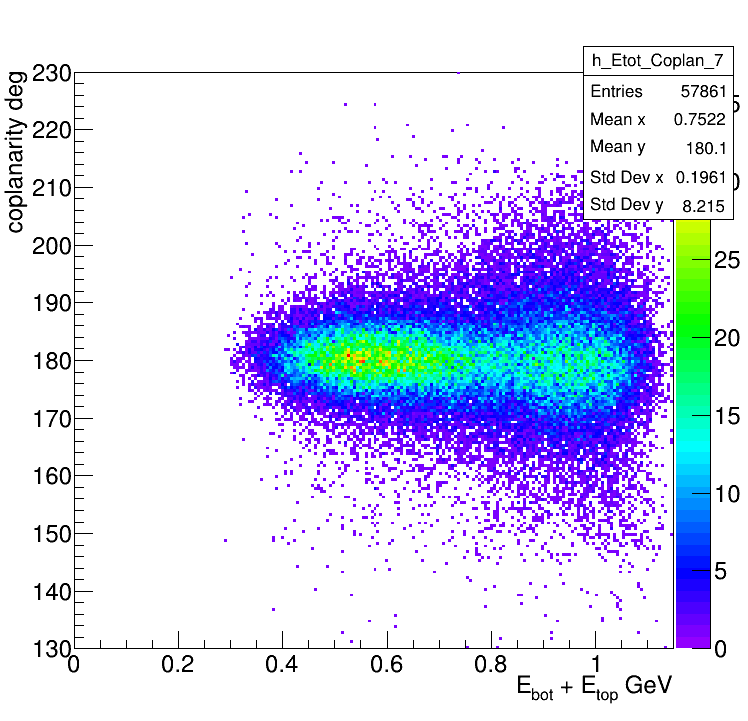 h_Etot_Coplan_7
Entries 57861
Mean x 0.7522
Mean y 180.1
Std Dev x 0.1961
Std Dev y 8.215
coplanarity deg
230
220
210
200
190
180
170
160
150
140
130
0 0.2 0.4 0.6 0.8 1
E_bot + E_top GeV
25
20
15
10
5
0